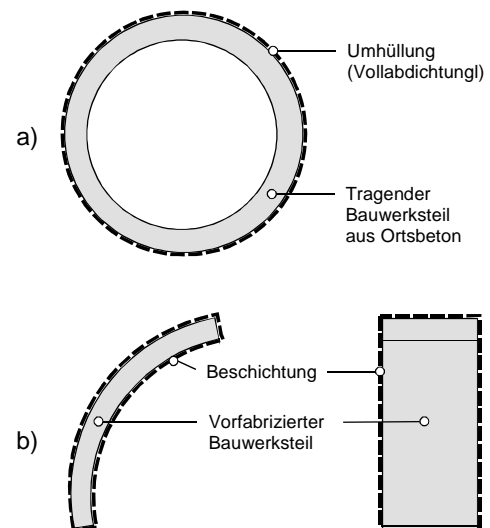 Umhüllung
(Vollabdichtungl)
a)
Tragender
Bauwerksteil
aus Ortsbeton
Beschichtung
b)
Vorfabrizierter
Bauwerksteil